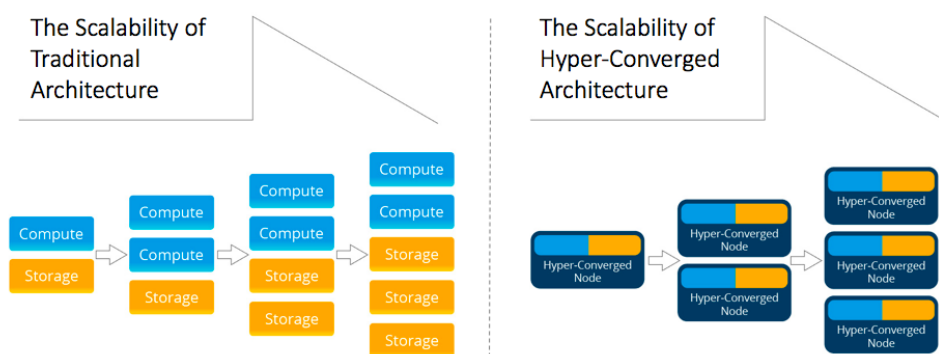 The Scalability of
Traditional
Architecture
Compute
Storage
Compute
Compute
Storage
Compute
Compute
Storage
Storage
Compute
Compute
Storage
Storage
Storage
The Scalability of
Hyper-Converged
Architecture
Hyper-Converged
Node
Hyper-Converged
Node
Hyper-Converged
Node
Hyper-Converged
Node
Hyper-Converged
Node
Hyper-Converged
Node